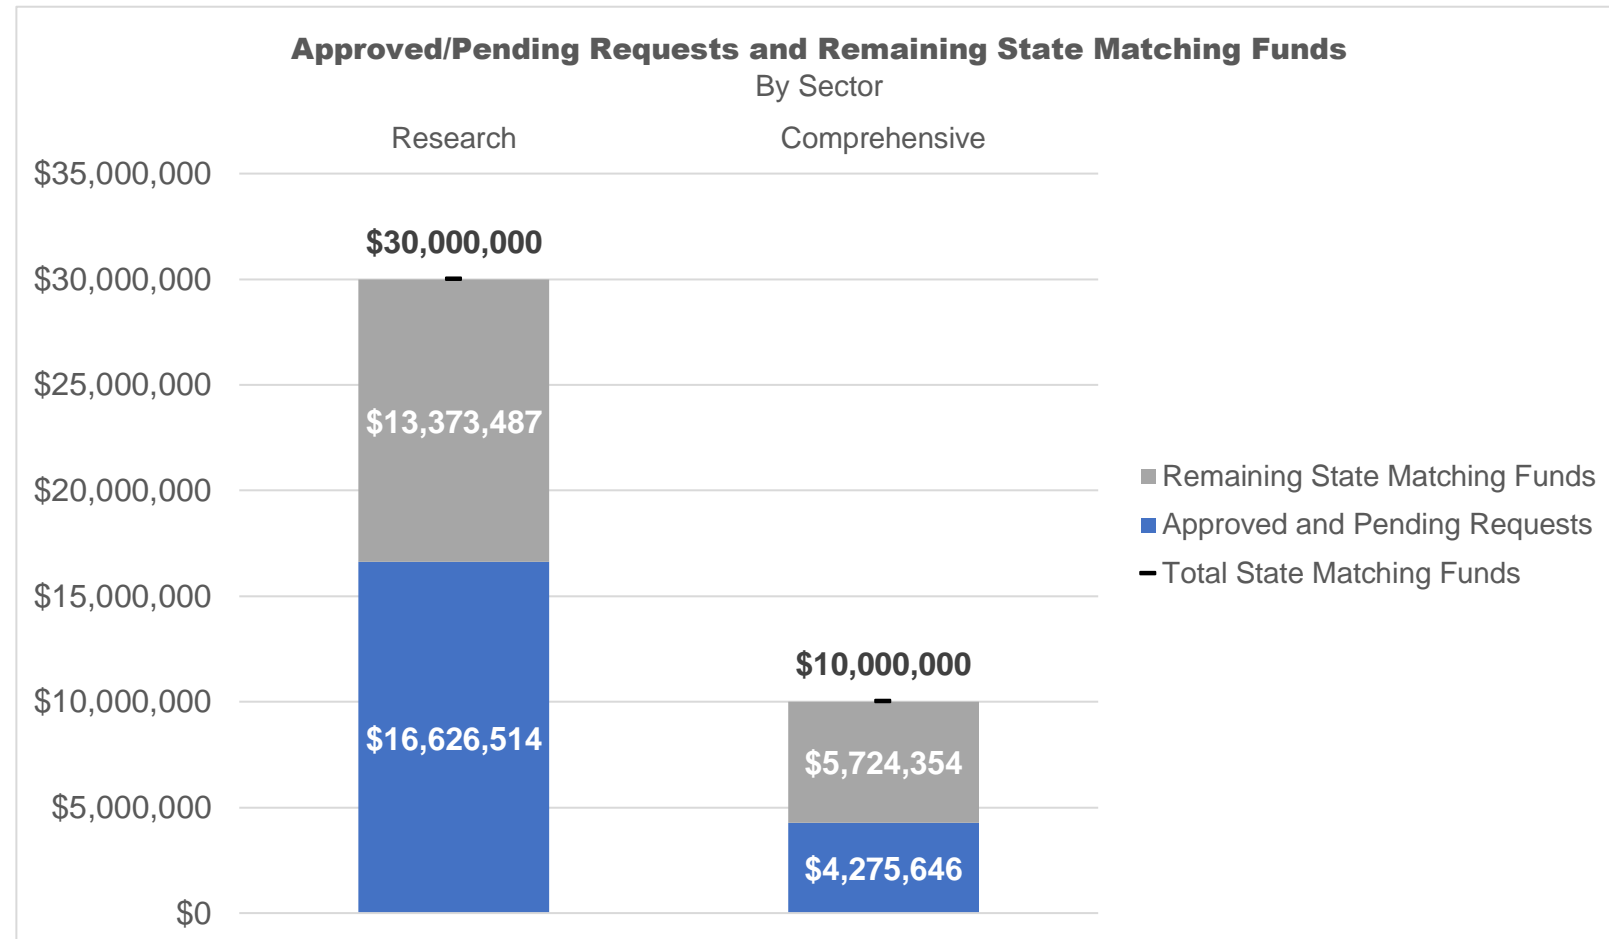 Approved/Pending Requests and Remaining State Matching Funds
By Sector
Research Comprehensive
$35,000,000
$30,000,000
$30,000,000
$25,000,000
$13,373,487
$20,000,000
Remaining State Matching Funds
Approved and Pending Requests
Total State Matching Funds
$15,000,000
$10,000,000
$10,000,000
$16,626,514
$5,724,354
$5,000,000
$4,275,646
$0